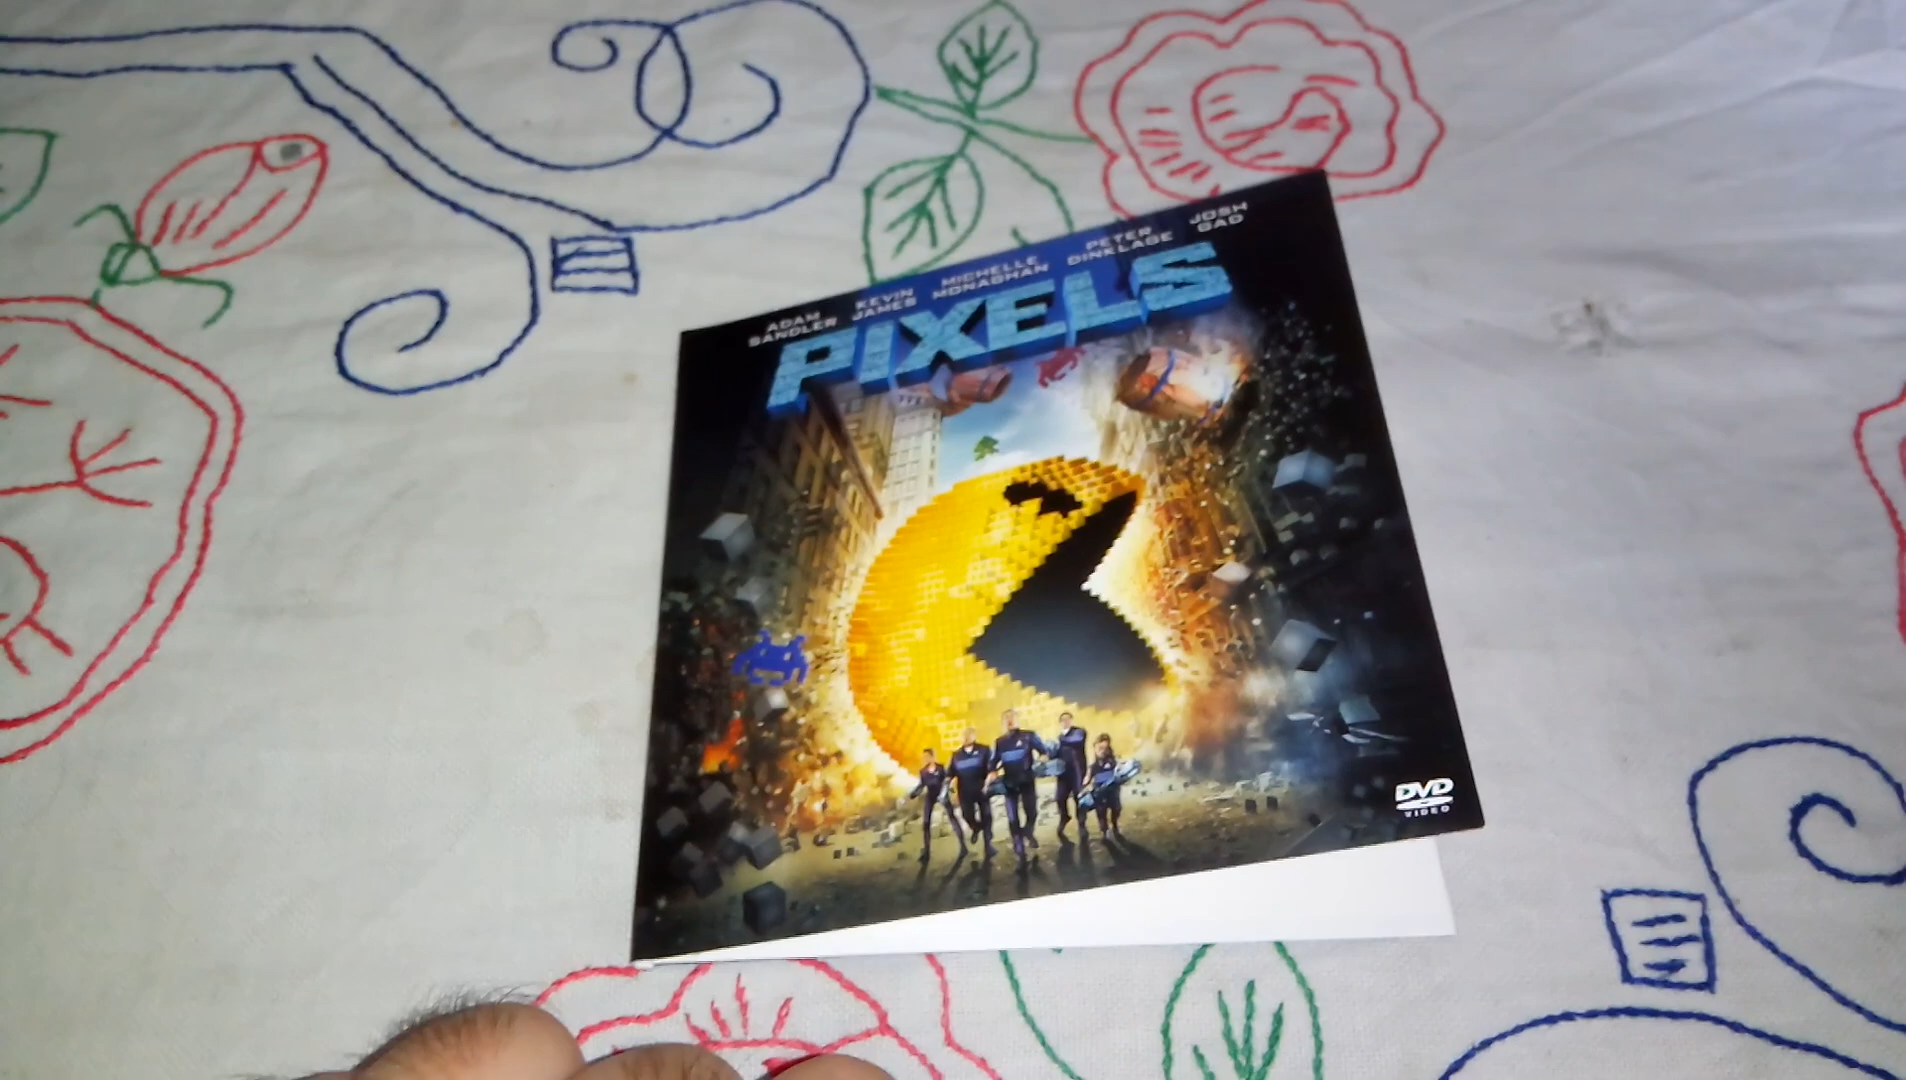 ADAM SANDLER
KEVIN JAMES
MICHELLE MONAGHAN
PETER DINKLAGE
JOSH GAD
PIXELS
DVD
VIDEO